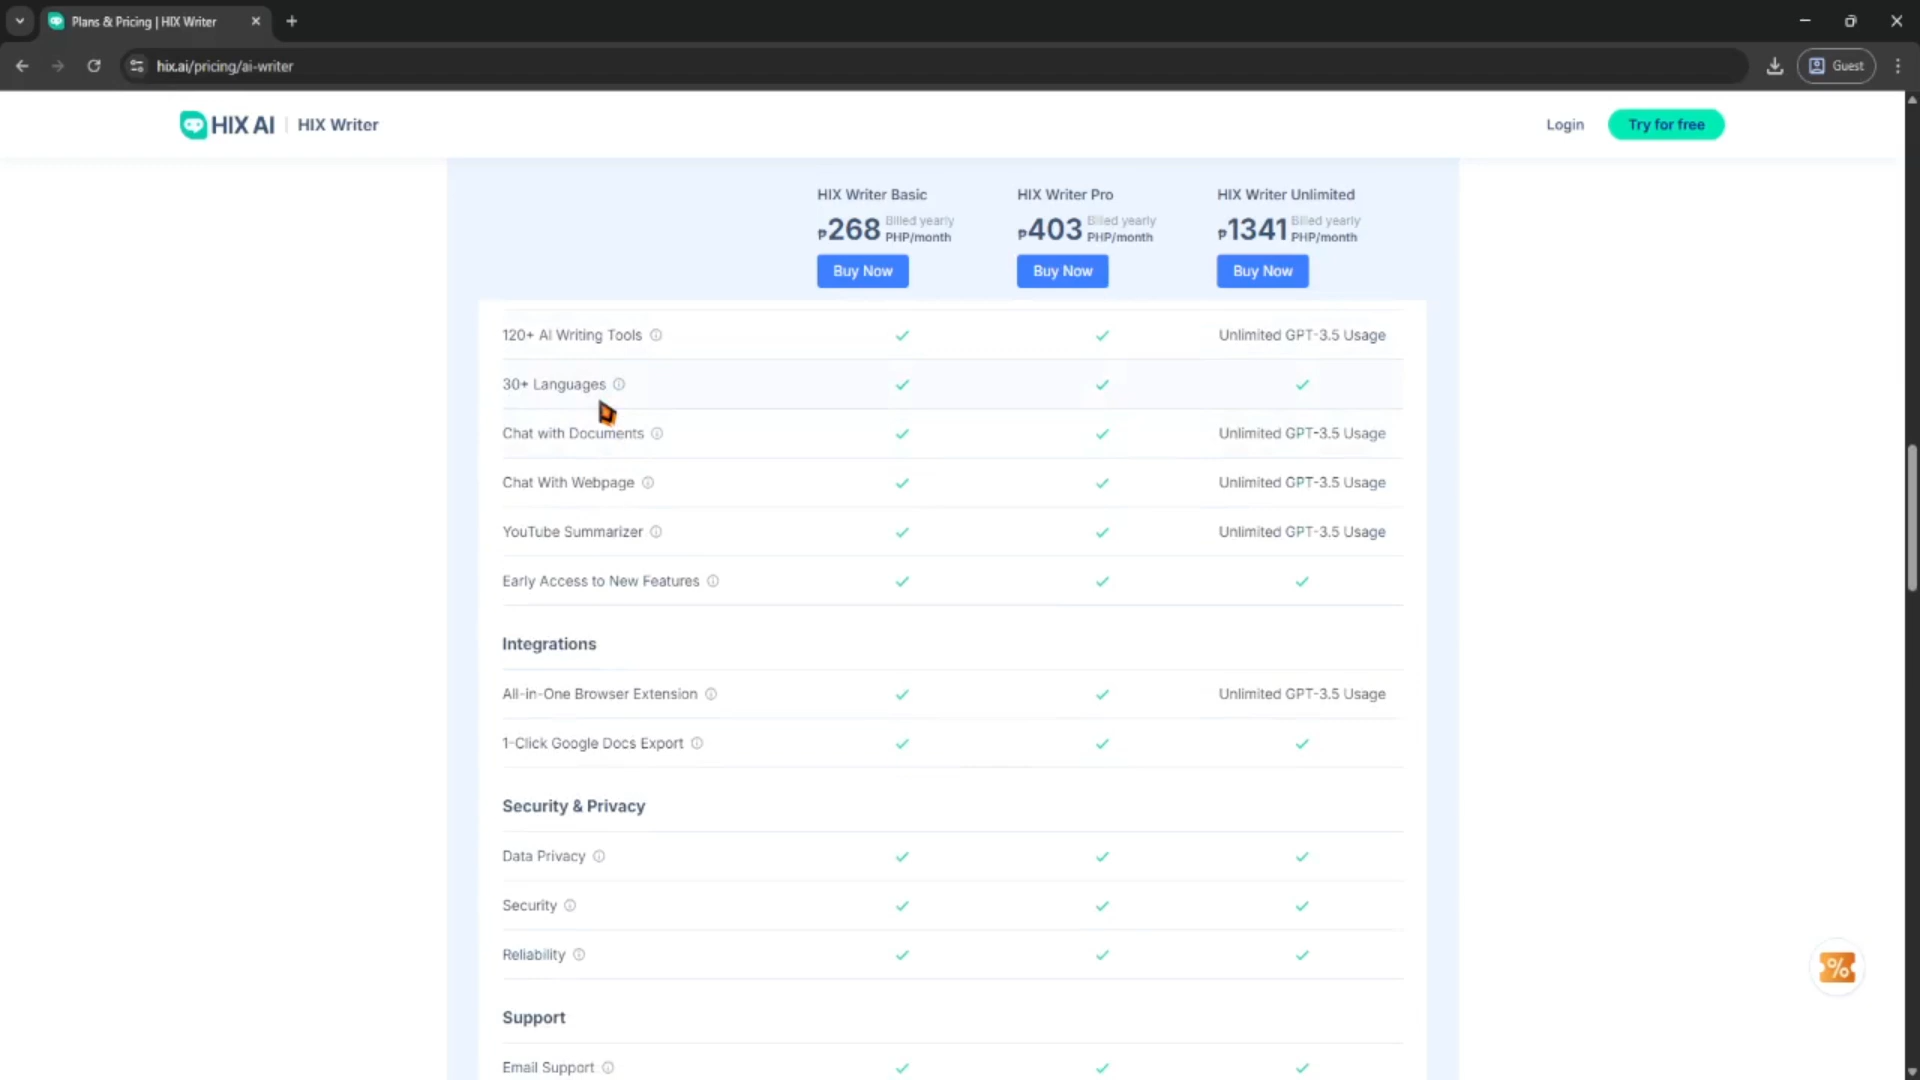 Plans & Pricing | HIX Writer
hix.ai/pricing/ai-writer
Guest
HIX AI | HIX Writer
Login
Try for free
HIX Writer Basic
₱268 Billed yearly PHP/month
Buy Now
HIX Writer Pro
₱403 Billed yearly PHP/month
Buy Now
HIX Writer Unlimited
₱1341 Billed yearly PHP/month
Buy Now
120+ AI Writing Tools Unlimited GPT-3.5 Usage
30+ Languages
Chat with Documents Unlimited GPT-3.5 Usage
Chat With Webpage Unlimited GPT-3.5 Usage
YouTube Summarizer Unlimited GPT-3.5 Usage
Early Access to New Features
Integrations
All-in-One Browser Extension Unlimited GPT-3.5 Usage
1-Click Google Docs Export
Security & Privacy
Data Privacy
Security
Reliability
Support
Email Support
%